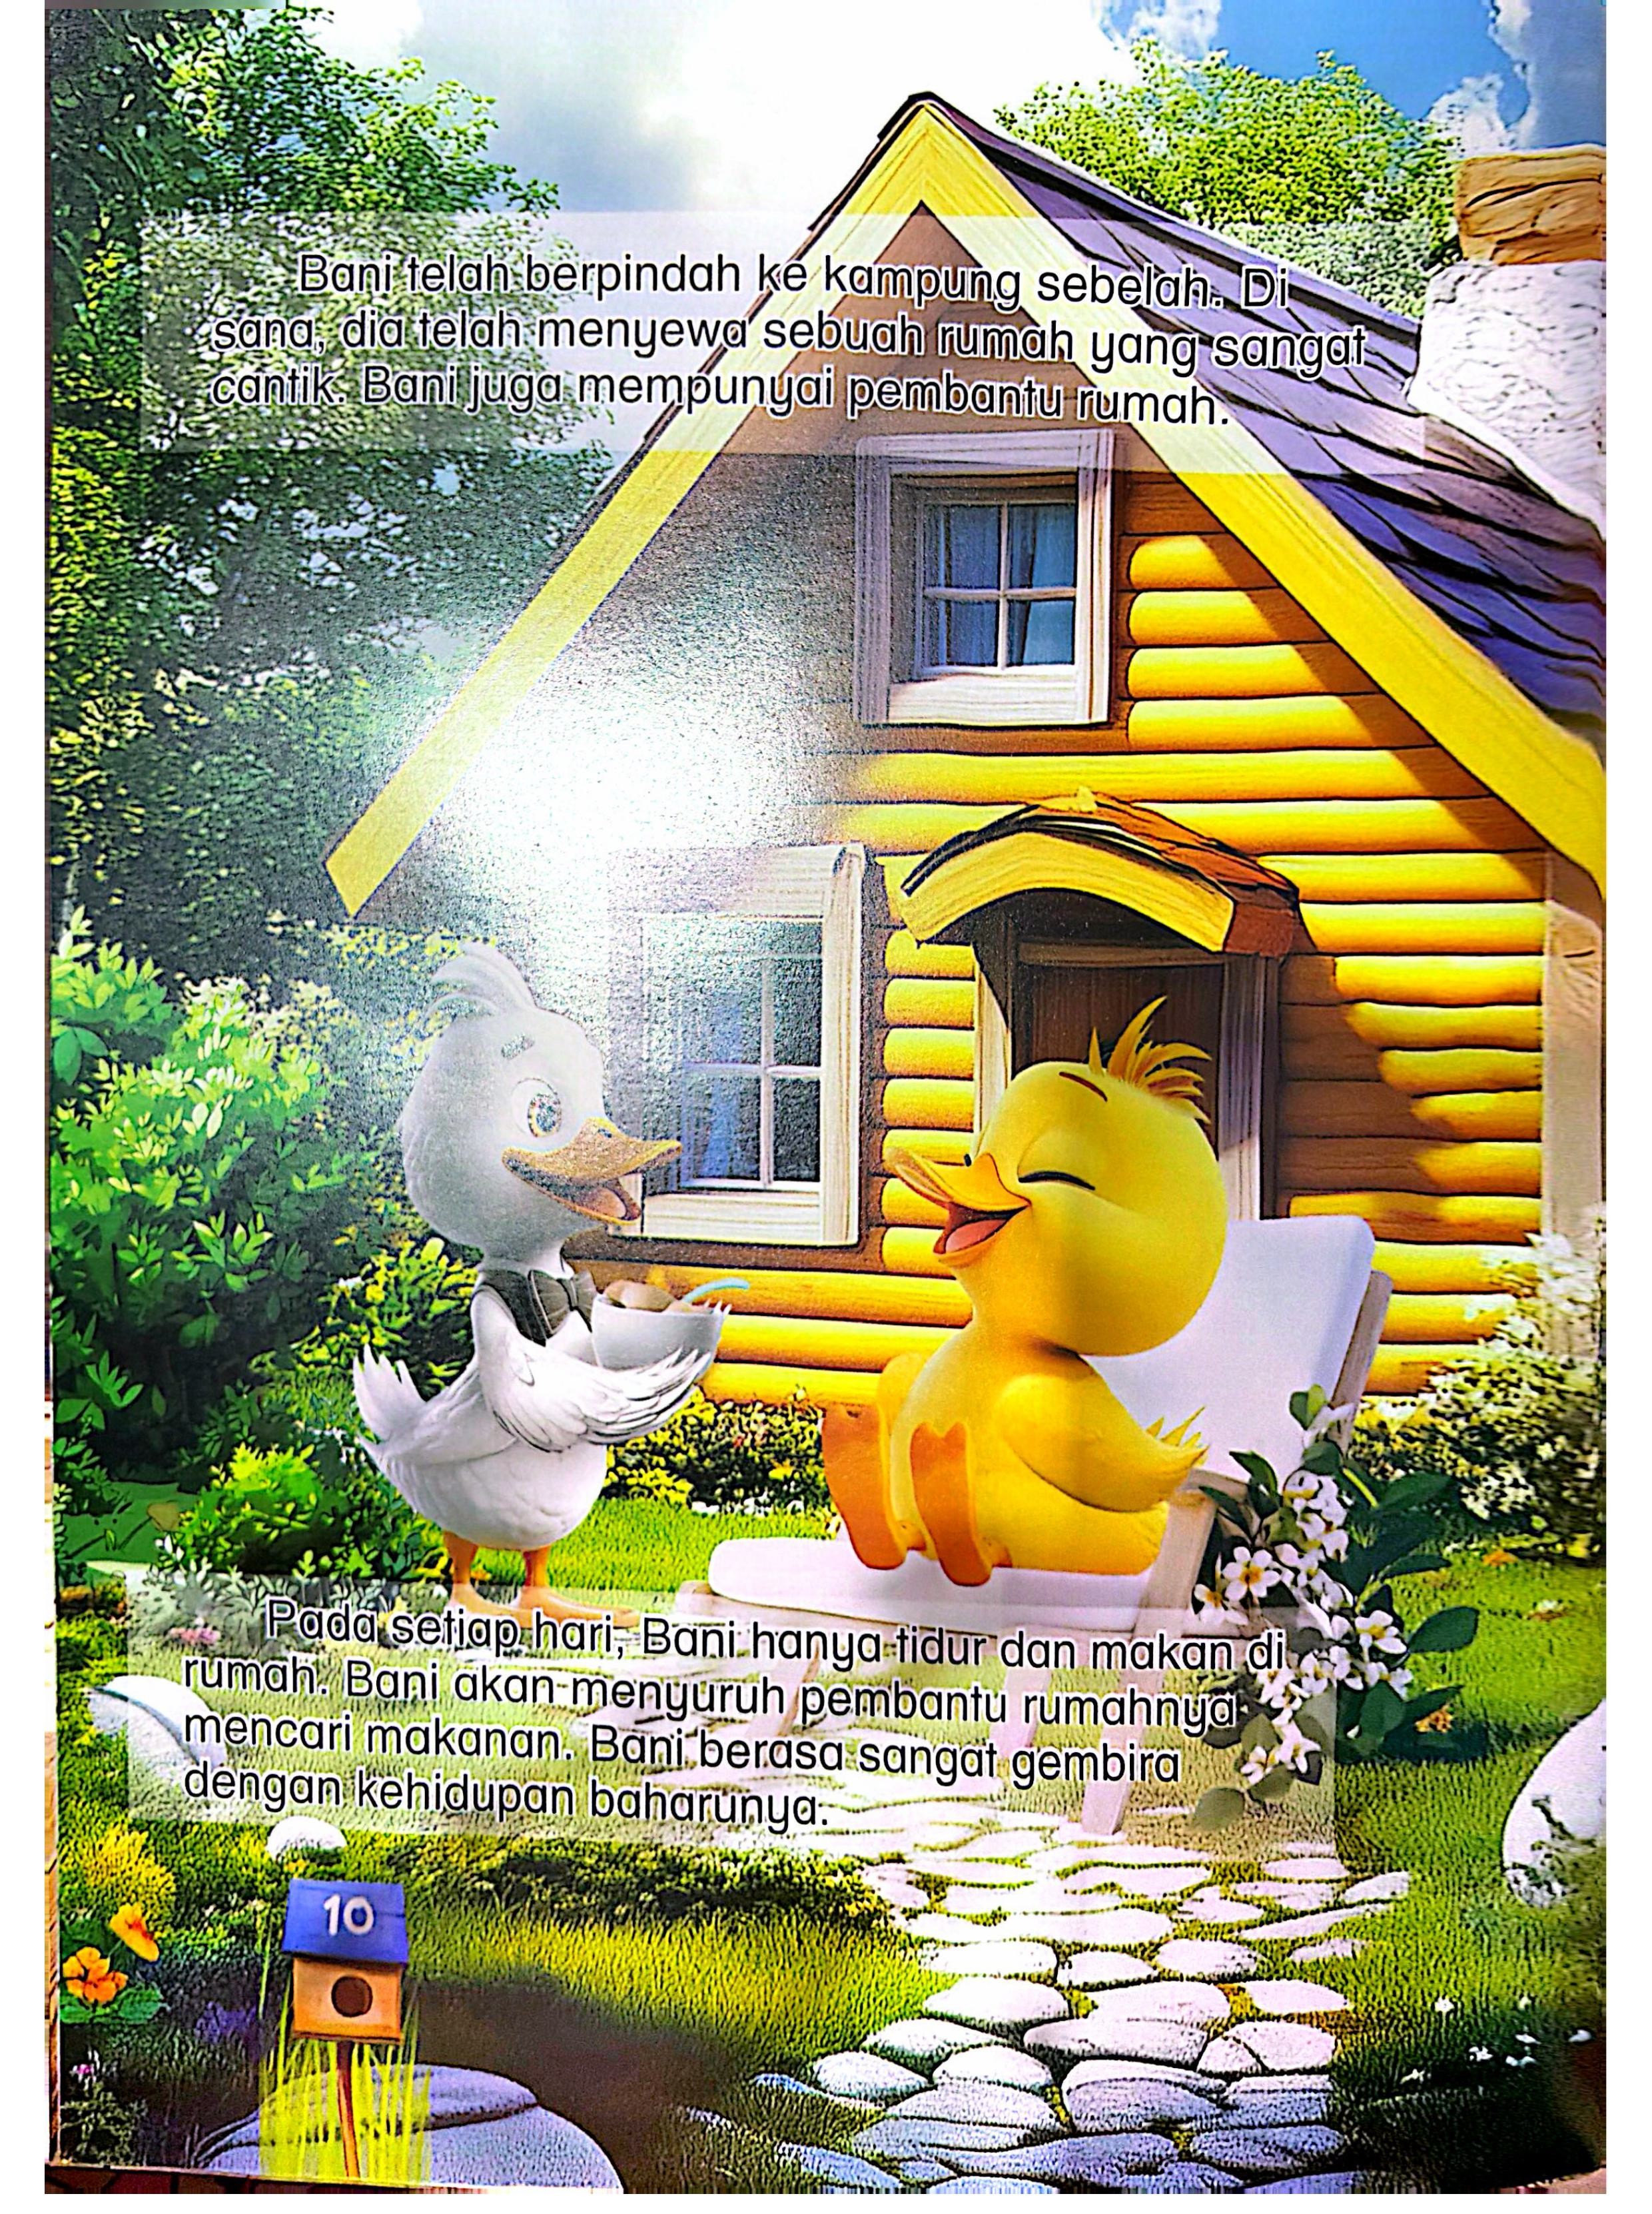 Bani telah berpindah ke kampung sebelah. Di
sana, dia telah menyewa sebuah rumah yang sangat
cantik. Bani juga mempunyai pembantu rumah.
Pada setiap hari, Bani hanya tidur dan makan di
rumah. Bani akan menyuruh pembantu rumahnya
mencari makanan. Bani berasa sangat gembira
dengan kehidupan baharunya.
10